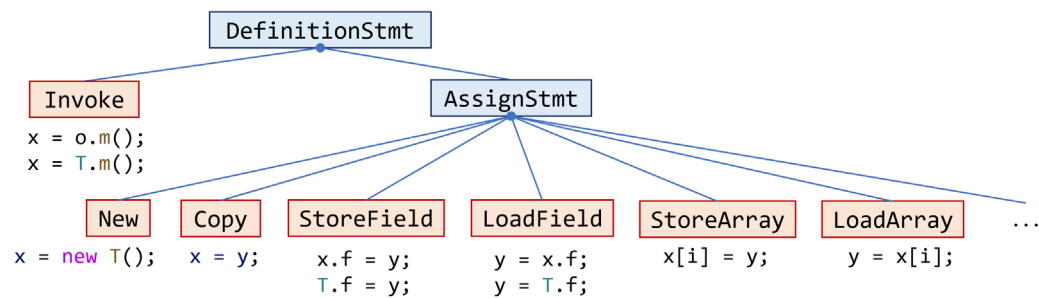 DefinitionStmt
Invoke
AssignStmt
x = o.m();
x = T.m();
New
Copy
StoreField
LoadField
StoreArray
LoadArray
...
x = new T();
x = y;
x.f = y;
T.f = y;
y = x.f;
y = T.f;
x[i] = y;
y = x[i];